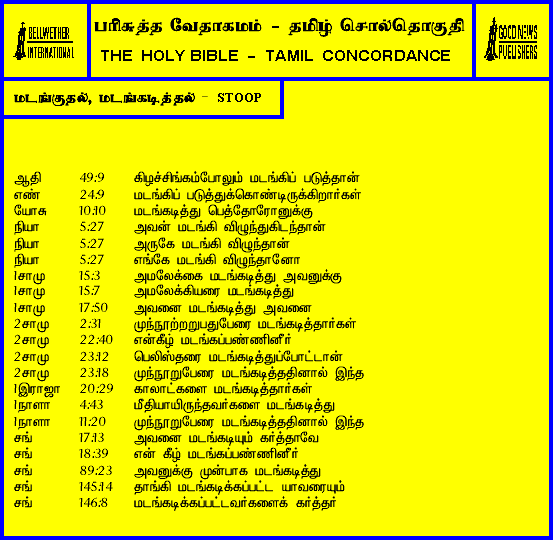 BELLWETHER
INTERNATIONAL
பரிசுத்த வேதாகமம் - தமிழ் சொல்தொகுதி
THE HOLY BIBLE - TAMIL CONCORDANCE
GOOD NEWS
PUBLISHERS
மடங்குதல், மடங்கடித்தல் - STOOP
ஆதி 49:9 கிழச்சிங்கம்போலும் மடங்கிப் படுத்தான்
எண் 24:9 மடங்கிப் படுத்துக்கொண்டிருக்கிறார்கள்
யோசு 10:10 மடங்கடித்து பெத்தோரோனுக்கு
நியா 5:27 அவன் மடங்கி விழுந்துகிடந்தான்
நியா 5:27 அருகே மடங்கி விழுந்தான்
நியா 5:27 எங்கே மடங்கி விழுந்தானோ
1சாமு 15:3 அமலேக்கை மடங்கடித்து அவனுக்கு
1சாமு 15:7 அமலேக்கியரை மடங்கடித்து
1சாமு 17:50 அவனை மடங்கடித்து அவனை
2சாமு 2:31 முந்நூற்றறுபதுபேரை மடங்கடித்தார்கள்
2சாமு 22:40 என்கீழ் மடங்கப்பண்ணினீர்
2சாமு 23:12 பெலிஸ்தரை மடங்கடித்துப்போட்டான்
2சாமு 23:18 முந்நூறுபேரை மடங்கடித்ததினால் இந்த
1இராஜா 20:29 காலாட்களை மடங்கடித்தார்கள்
1நாளா 4:43 மீதியாயிருந்தவர்களை மடங்கடித்து
1நாளா 11:20 முந்நூறுபேரை மடங்கடித்ததினால் இந்த
சங் 17:13 அவனை மடங்கடியும் கர்த்தாவே
சங் 18:39 என் கீழ் மடங்கப்பண்ணினீர்
சங் 89:23 அவனுக்கு முன்பாக மடங்கடித்து
சங் 145:14 தாங்கி மடங்கடிக்கப்பட்ட யாவரையும்
சங் 146:8 மடங்கடிக்கப்பட்டவர்களைக் கர்த்தர்